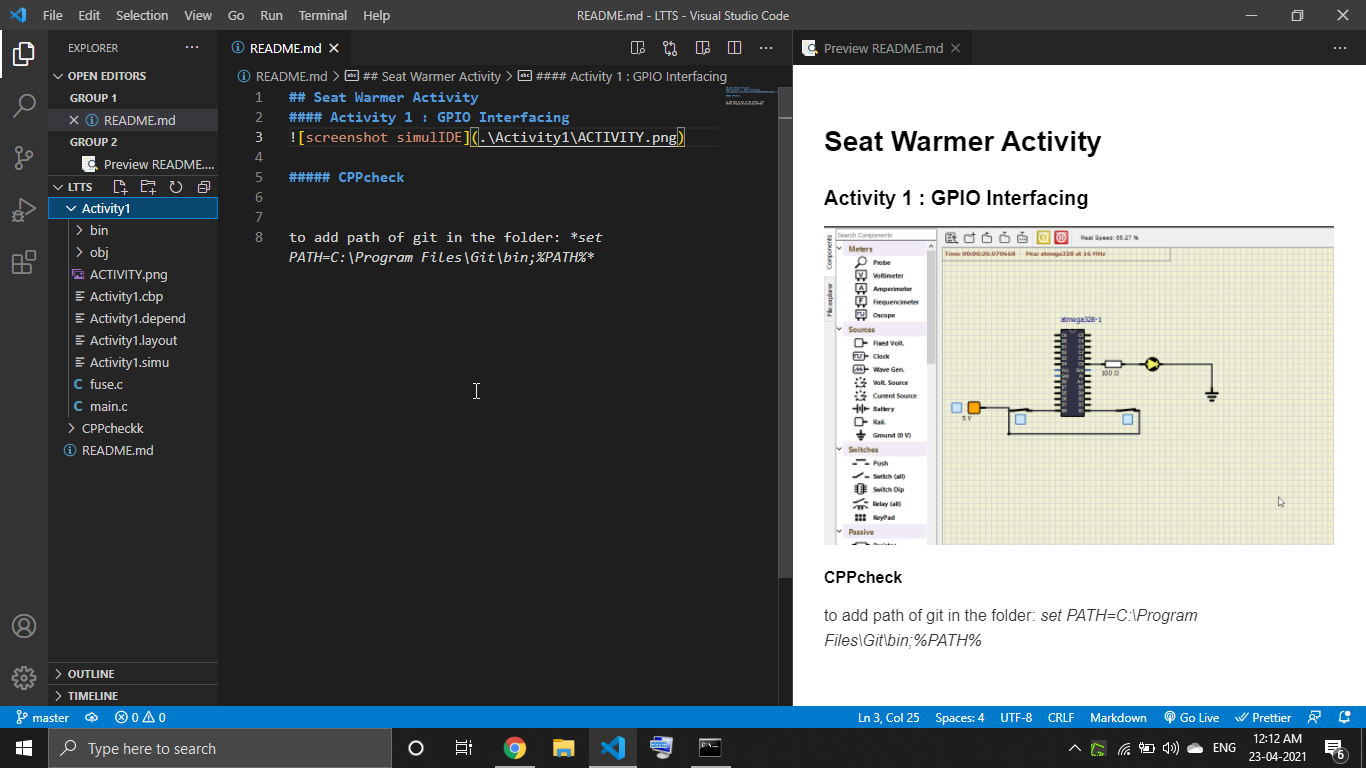 File Edit Selection View Go Run Terminal Help
README.md - LTTS - Visual Studio Code
EXPLORER
OPEN EDITORS
GROUP 1
README.md
GROUP 2
Preview README....
LTTS
Activity1
bin
obj
ACTIVITY.png
Activity1.cbp
Activity1.depend
Activity1.layout
Activity1.simu
fuse.c
main.c
CPPcheckk
README.md
OUTLINE
TIMELINE
README.md
README.md > ## Seat Warmer Activity > #### Activity 1 : GPIO Interfacing
1 ## Seat Warmer Activity
2 #### Activity 1 : GPIO Interfacing
3 ![screenshot simulIDE](.\Activity1\ACTIVITY.png)
4
5 ##### CPPcheck
6
7
8 to add path of git in the folder: *set
PATH=C:\Program Files\Git\bin;%PATH%*
Preview README.md
Seat Warmer Activity
Activity 1 : GPIO Interfacing
Components
File explorer
Search Components
Meters
Probe
Voltimeter
Amperimeter
Frequencimeter
Oscope
Sources
Fixed Volt.
Clock
Wave Gen.
Volt. Source
Current Source
Battery
Rail.
Ground (0 V)
Switches
Push
Switch (all)
Switch Dip
Relay (all)
KeyPad
Passive
Real Speed: 65.27 %
Time: 00:00:20.070668 Mcu: atmega328 at 16 MHz
atmega328-1
100 Ω
5 V
CPPcheck
to add path of git in the folder: set PATH=C:\Program
Files\Git\bin;%PATH%
master
0 0
Ln 3, Col 25 Spaces: 4 UTF-8 CRLF Markdown Go Live Prettier
Type here to search
ENG
12:12 AM
23-04-2021
6